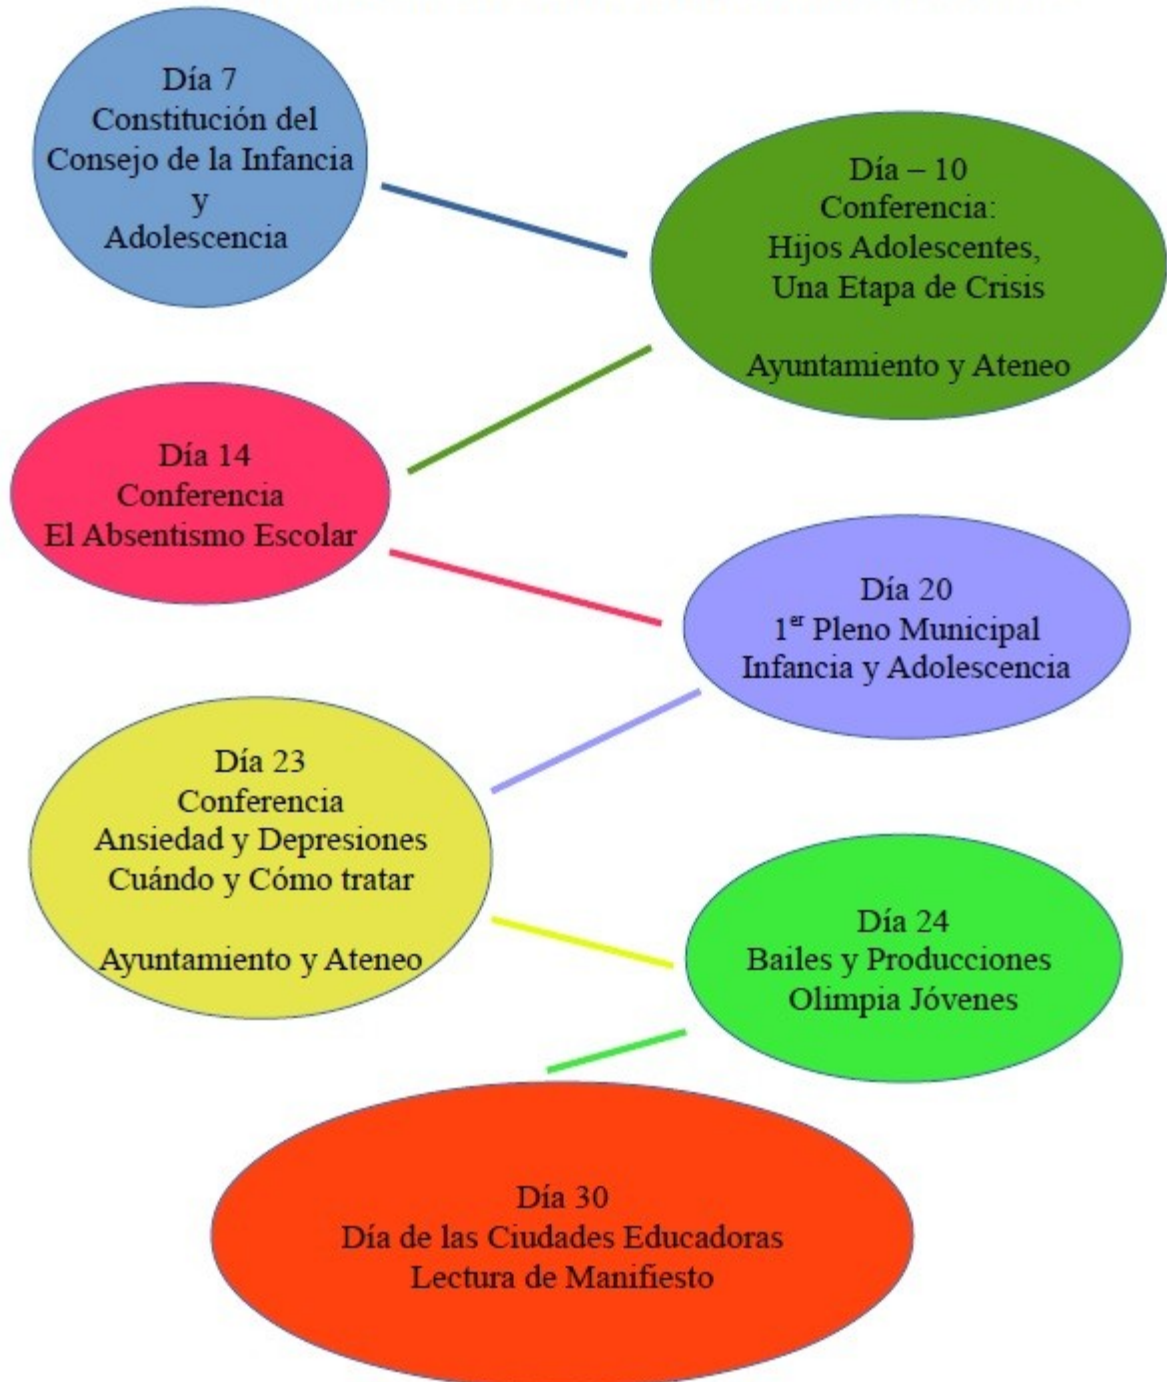 Día 7
Constitución del
Consejo de la Infancia
y
Adolescencia
Día – 10
Conferencia:
Hijos Adolescentes,
Una Etapa de Crisis
Ayuntamiento y Ateneo
Día 14
Conferencia
El Absentismo Escolar
Día 20
1er Pleno Municipal
Infancia y Adolescencia
Día 23
Conferencia
Ansiedad y Depresiones
Cuándo y Cómo tratar
Ayuntamiento y Ateneo
Día 24
Bailes y Producciones
Olimpia Jóvenes
Día 30
Día de las Ciudades Educadoras
Lectura de Manifiesto